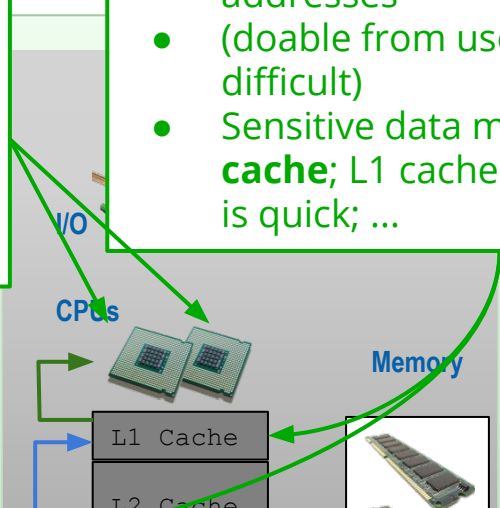 addresses
● (doable from use
difficult)
● Sensitive data m
cache; L1 cache
is quick; ...
I/O
CPUs
Memory
L1 Cache
L2 Cache